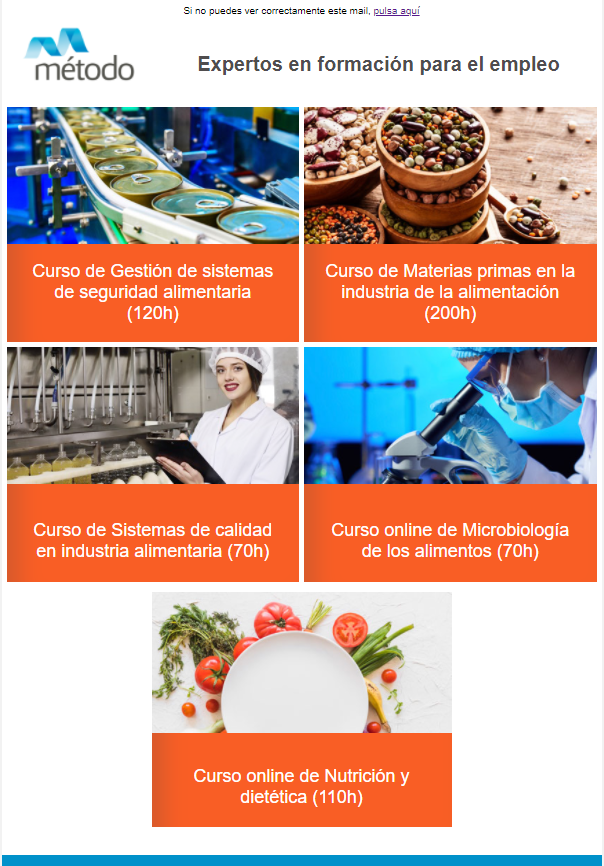 Si no puedes ver correctamente este mail, pulsa aquí
método
Expertos en formación para el empleo
Curso de Gestión de sistemas
de seguridad alimentaria
(120h)
Curso de Materias primas en la
industria de la alimentación
(200h)
Curso de Sistemas de calidad
en industria alimentaria (70h)
Curso online de Microbiología
de los alimentos (70h)
Curso online de Nutrición y
dietética (110h)